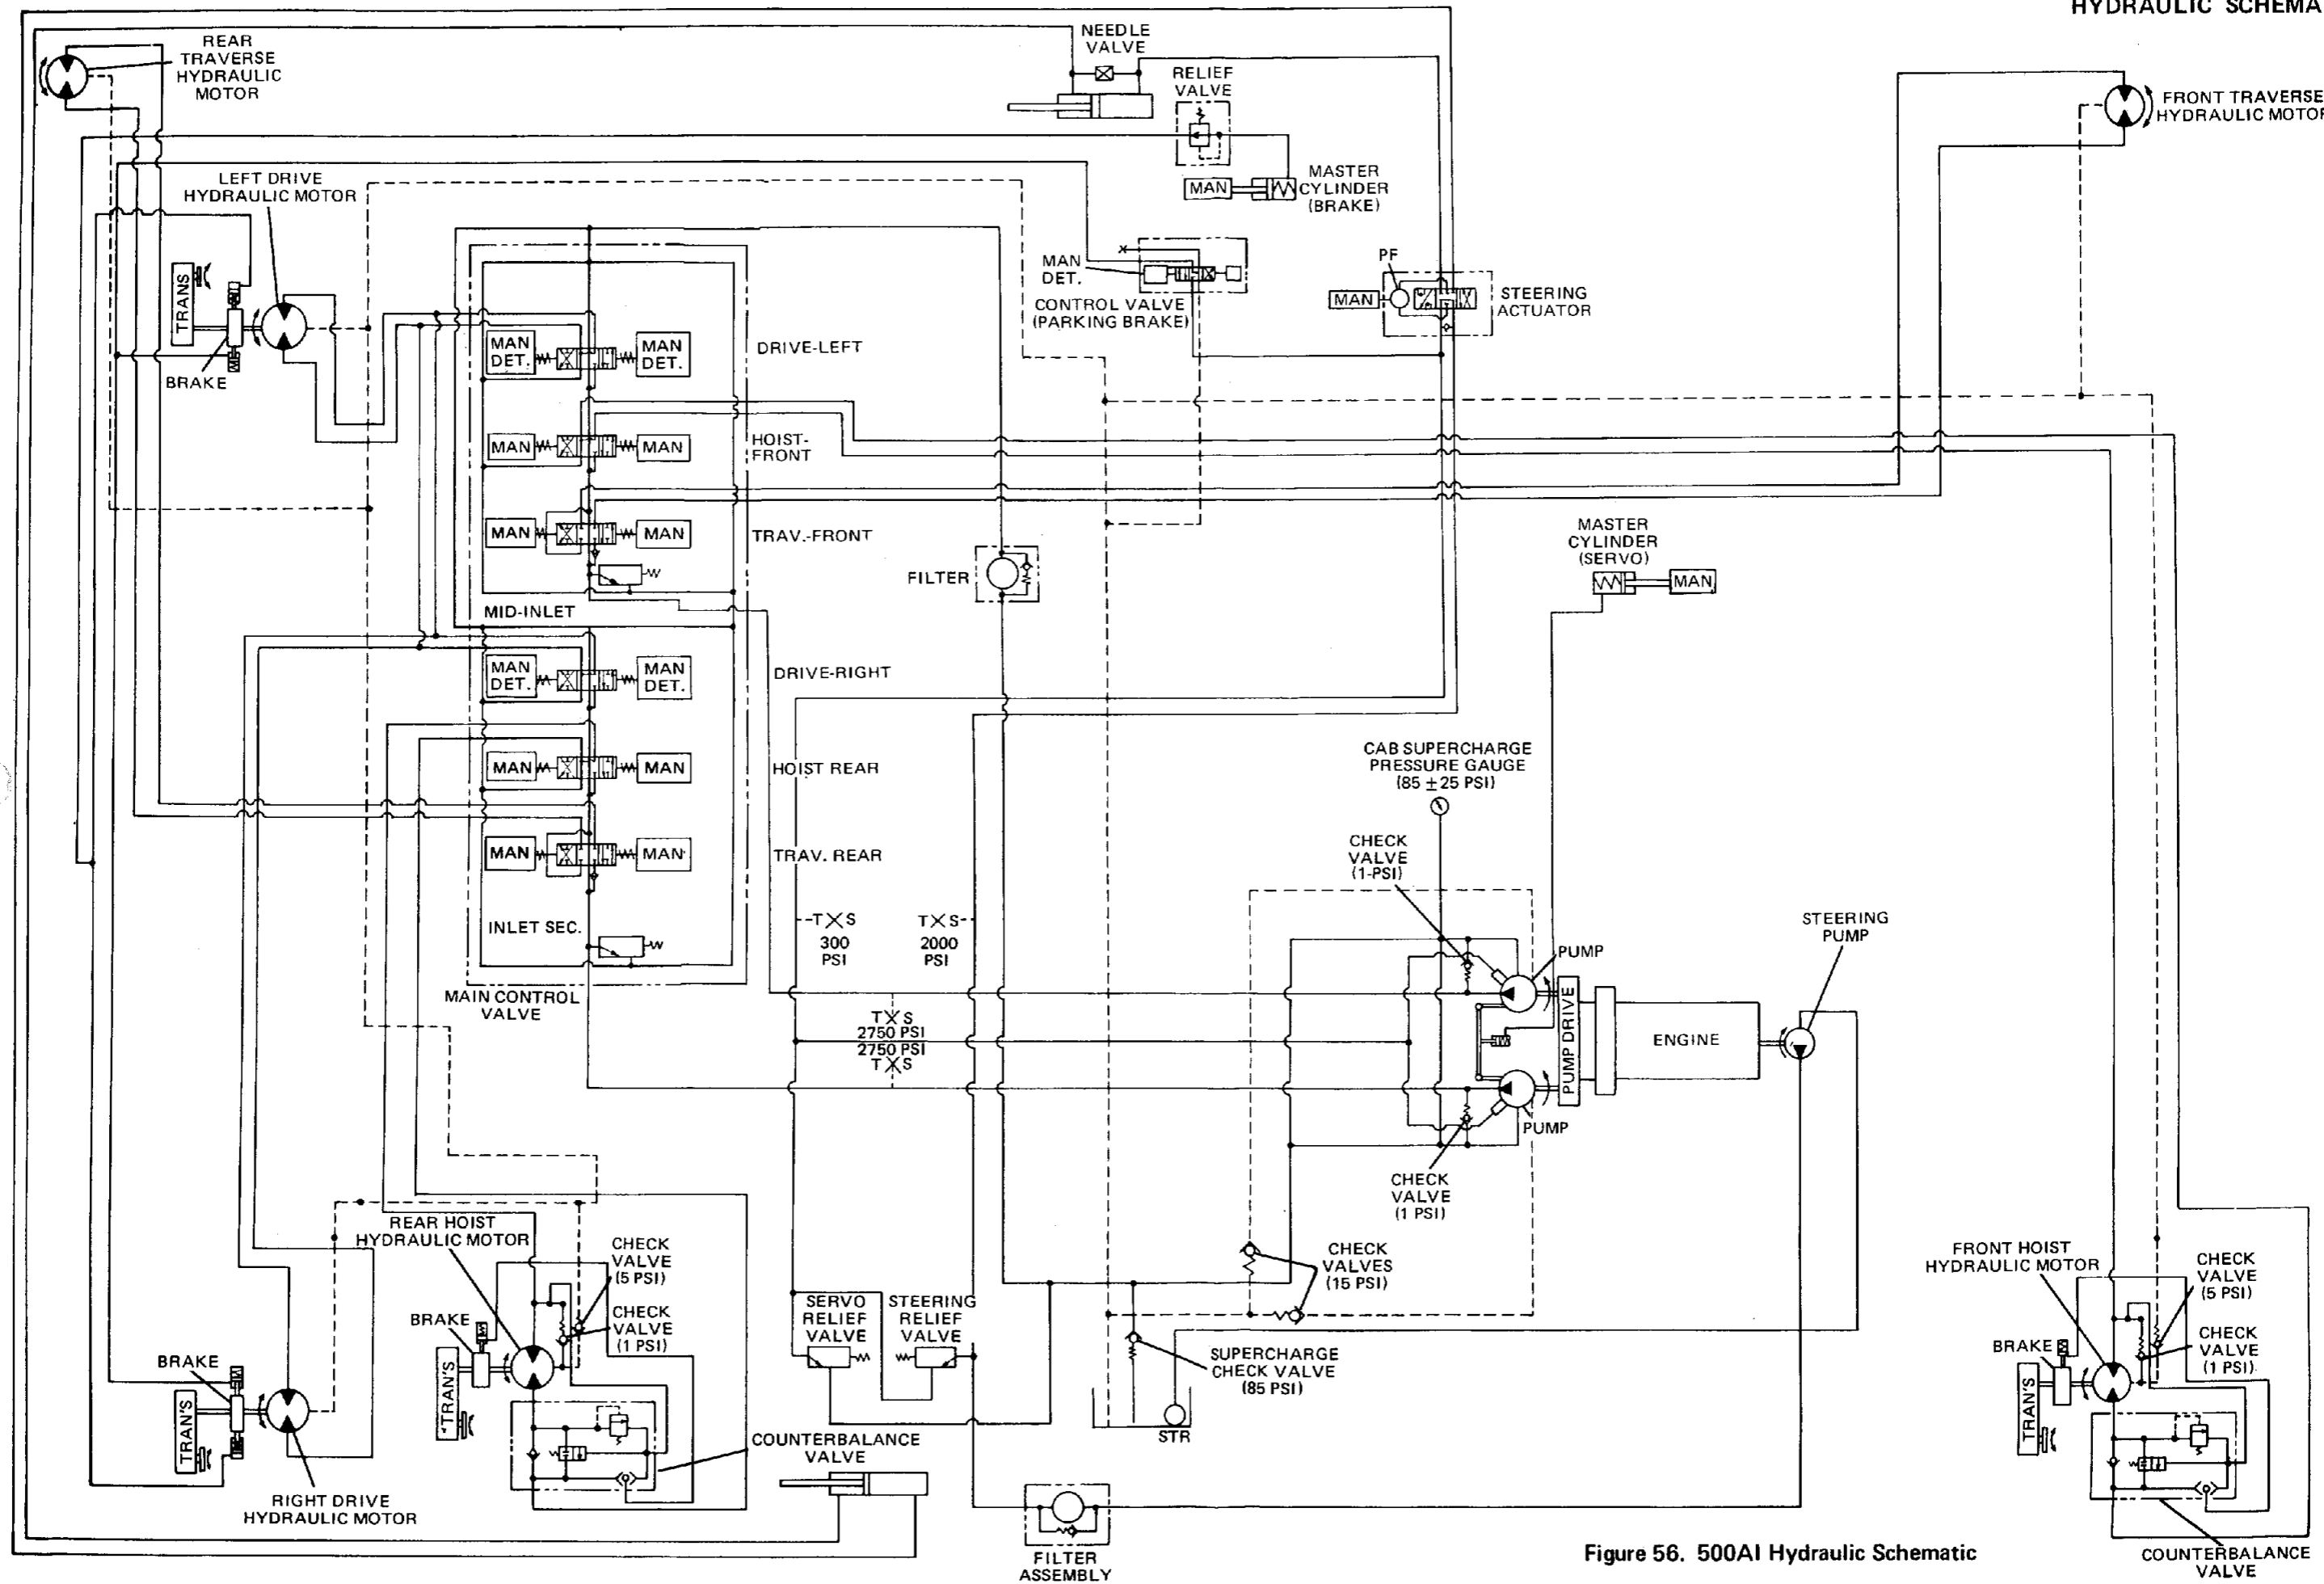 HYDRAULIC SCHEMA
REAR
TRAVERSE
HYDRAULIC
MOTOR
NEEDLE
VALVE
RELIEF
VALVE
FRONT TRAVERSE
HYDRAULIC MOTOR
LEFT DRIVE
HYDRAULIC MOTOR
MAN
MASTER
CYLINDER
(BRAKE)
TRANS
BRAKE
MAN
DET.
CONTROL VALVE
(PARKING BRAKE)
PF
MAN
STEERING
ACTUATOR
MAN
DET.
MAN
DET.
DRIVE-LEFT
MAN
MAN
HOIST-
FRONT
MAN
MAN
TRAV.-FRONT
MID-INLET
FILTER
MASTER
CYLINDER
(SERVO)
MAN
MAN
DET.
MAN
DET.
DRIVE-RIGHT
MAN
MAN
HOIST REAR
MAN
MAN
TRAV. REAR
INLET SEC.
MAIN CONTROL
VALVE
T X S
300
PSI
T X S
2000
PSI
T X S
2750 PSI
2750 PSI
T X S
CAB SUPERCHARGE
PRESSURE GAUGE
(85 ± 25 PSI)
CHECK
VALVE
(1-PSI)
PUMP
PUMP DRIVE
ENGINE
STEERING
PUMP
PUMP
CHECK
VALVE
(1 PSI)
REAR HOIST
HYDRAULIC MOTOR
CHECK
VALVE
(5 PSI)
CHECK
VALVE
(1 PSI)
BRAKE
TRAN'S
BRAKE
TRAN'S
RIGHT DRIVE
HYDRAULIC MOTOR
COUNTERBALANCE
VALVE
SERVO
RELIEF
VALVE
STEERING
RELIEF
VALVE
CHECK
VALVES
(15 PSI)
SUPERCHARGE
CHECK VALVE
(85 PSI)
STR
FILTER
ASSEMBLY
FRONT HOIST
HYDRAULIC MOTOR
CHECK
VALVE
(5 PSI)
CHECK
VALVE
(1 PSI)
BRAKE
TRAN'S
COUNTERBALANCE
VALVE
Figure 56. 500AI Hydraulic Schematic